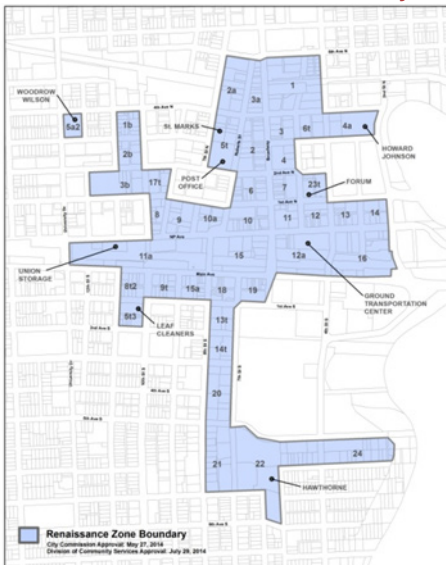 WOODROW
WILSON
5a2
1b
2b
3b
17t
2a
3a
1
ST. MARKS
5t
2
3
6t
4a
HOWARD
JOHNSON
POST
OFFICE
4
6
7
23t
FORUM
8
9
10a
10
11
12
13
14
NP Ave
UNION
STORAGE
11a
15
12a
16
Main Ave
8t2
9t
15a
18
19
GROUND
TRANSPORTATION
CENTER
1st Ave S
LEAF
CLEANERS
13t
14t
20
21
22
24
HAWTHORNE
Renaissance Zone Boundary
City Commission Approval: May 27, 2014
Division of Community Services Approval: July 29, 2014